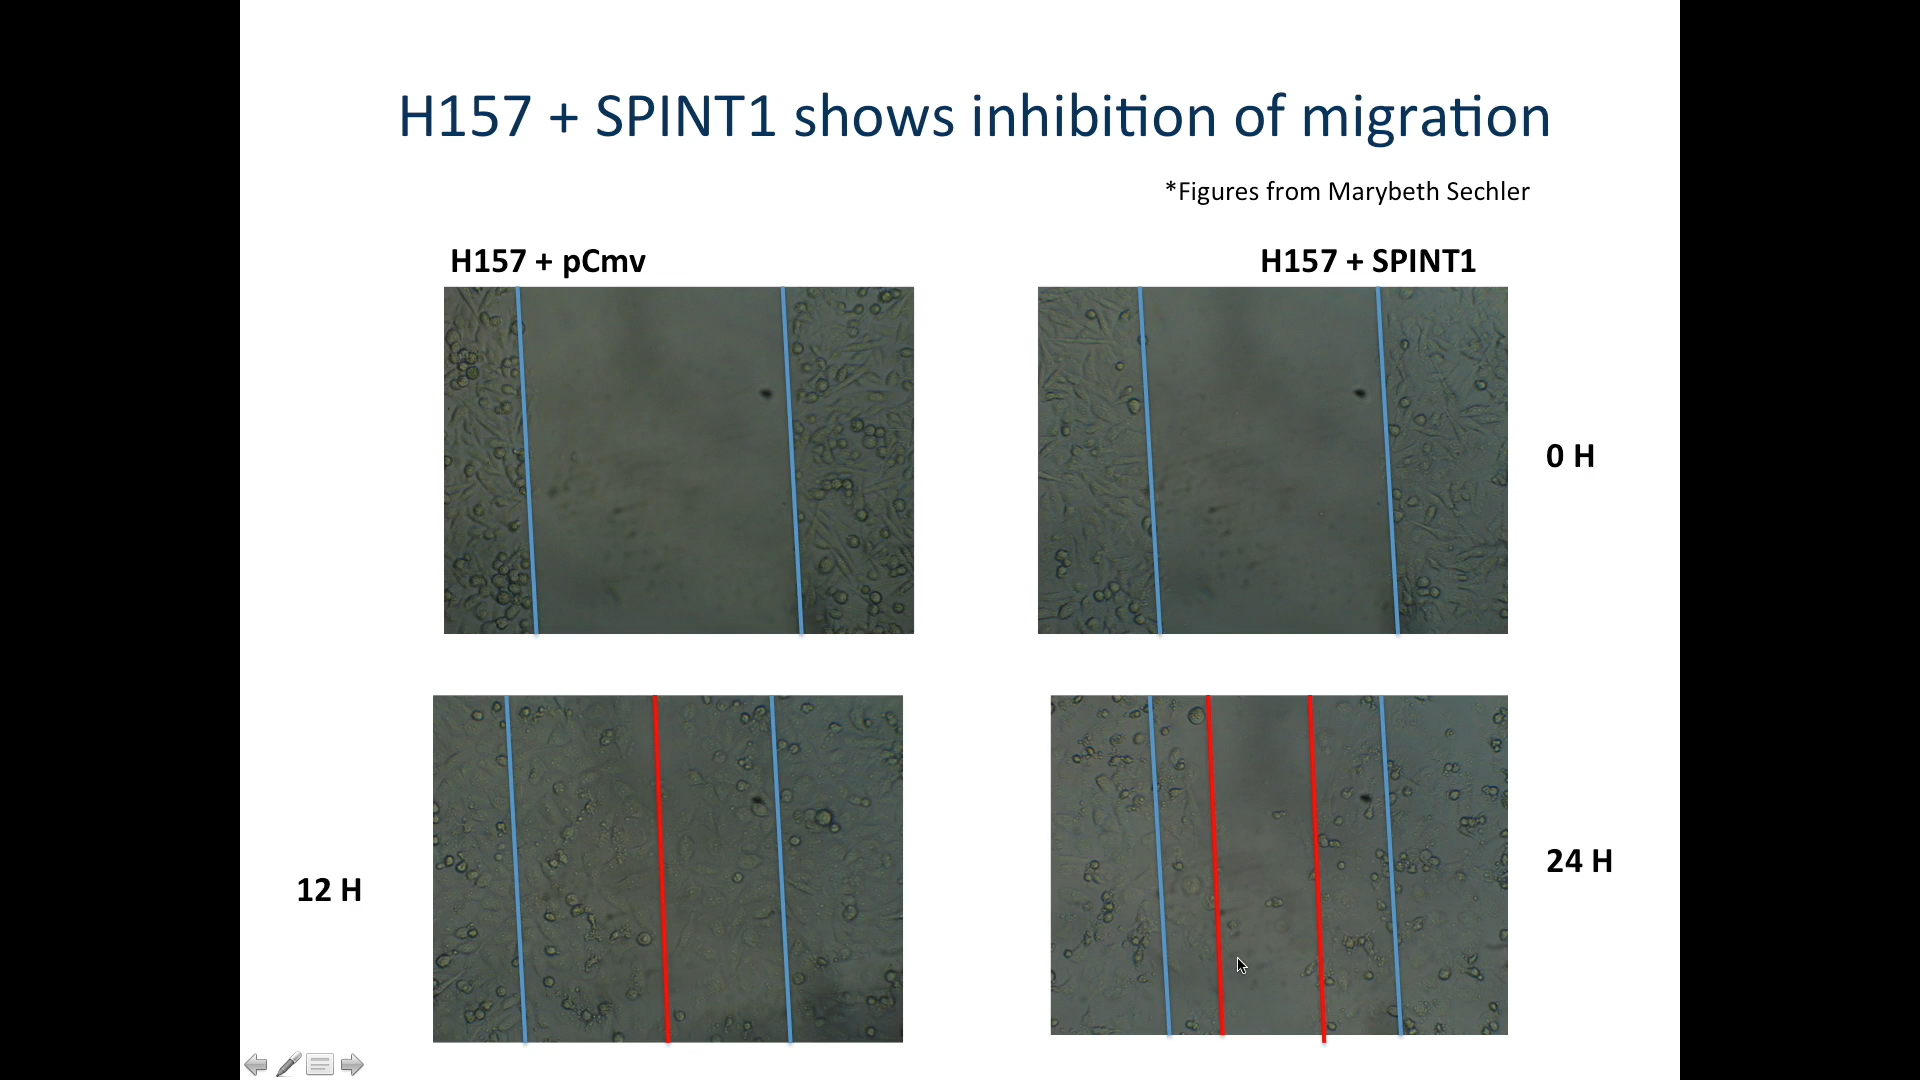 H157 + SPINT1 shows inhibition of migration
*Figures from Marybeth Sechler
H157 + pCmv
H157 + SPINT1
0 H
12 H
24 H